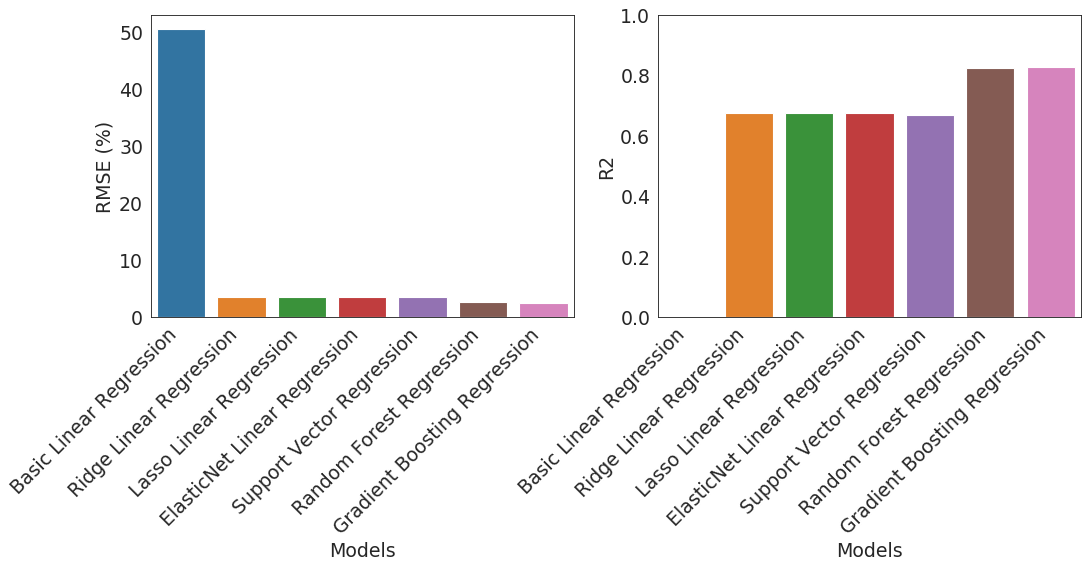 50
40
30
20
10
0
RMSE (%)
Basic Linear Regression
Ridge Linear Regression
Lasso Linear Regression
ElasticNet Linear Regression
Support Vector Regression
Random Forest Regression
Gradient Boosting Regression
Models
1.0
0.8
0.6
0.4
0.2
0.0
R2
Basic Linear Regression
Ridge Linear Regression
Lasso Linear Regression
ElasticNet Linear Regression
Support Vector Regression
Random Forest Regression
Gradient Boosting Regression
Models